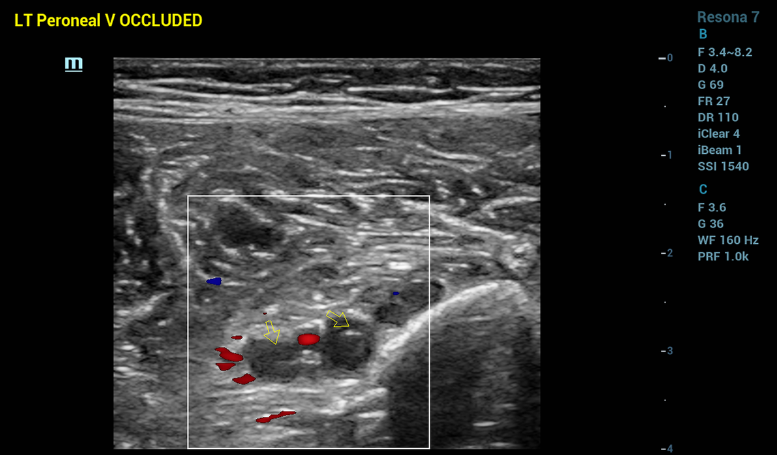 LT Peroneal V OCCLUDED
Resona 7
m
B
F 3.4~8.2
D 4.0
G 69
FR 27
DR 110
iClear 4
iBeam 1
SSI 1540
C
F 3.6
G 36
WF 160 Hz
PRF 1.0k
0
1
2
3
4